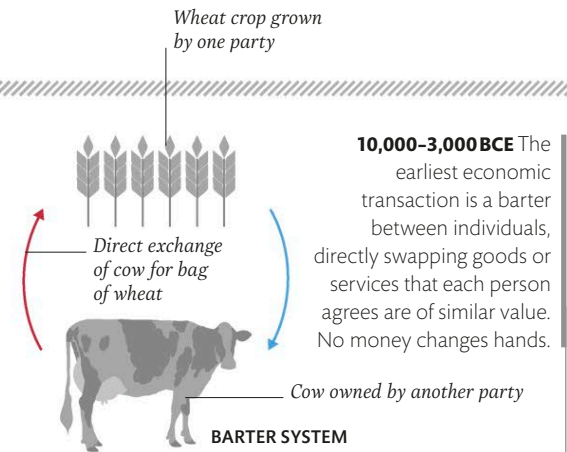 Wheat crop grown
by one party
10,000–3,000 BCE The
earliest economic
transaction is a barter
between individuals,
directly swapping goods or
services that each person
agrees are of similar value.
No money changes hands.
Direct exchange
of cow for bag
of wheat
Cow owned by another party
BARTER SYSTEM